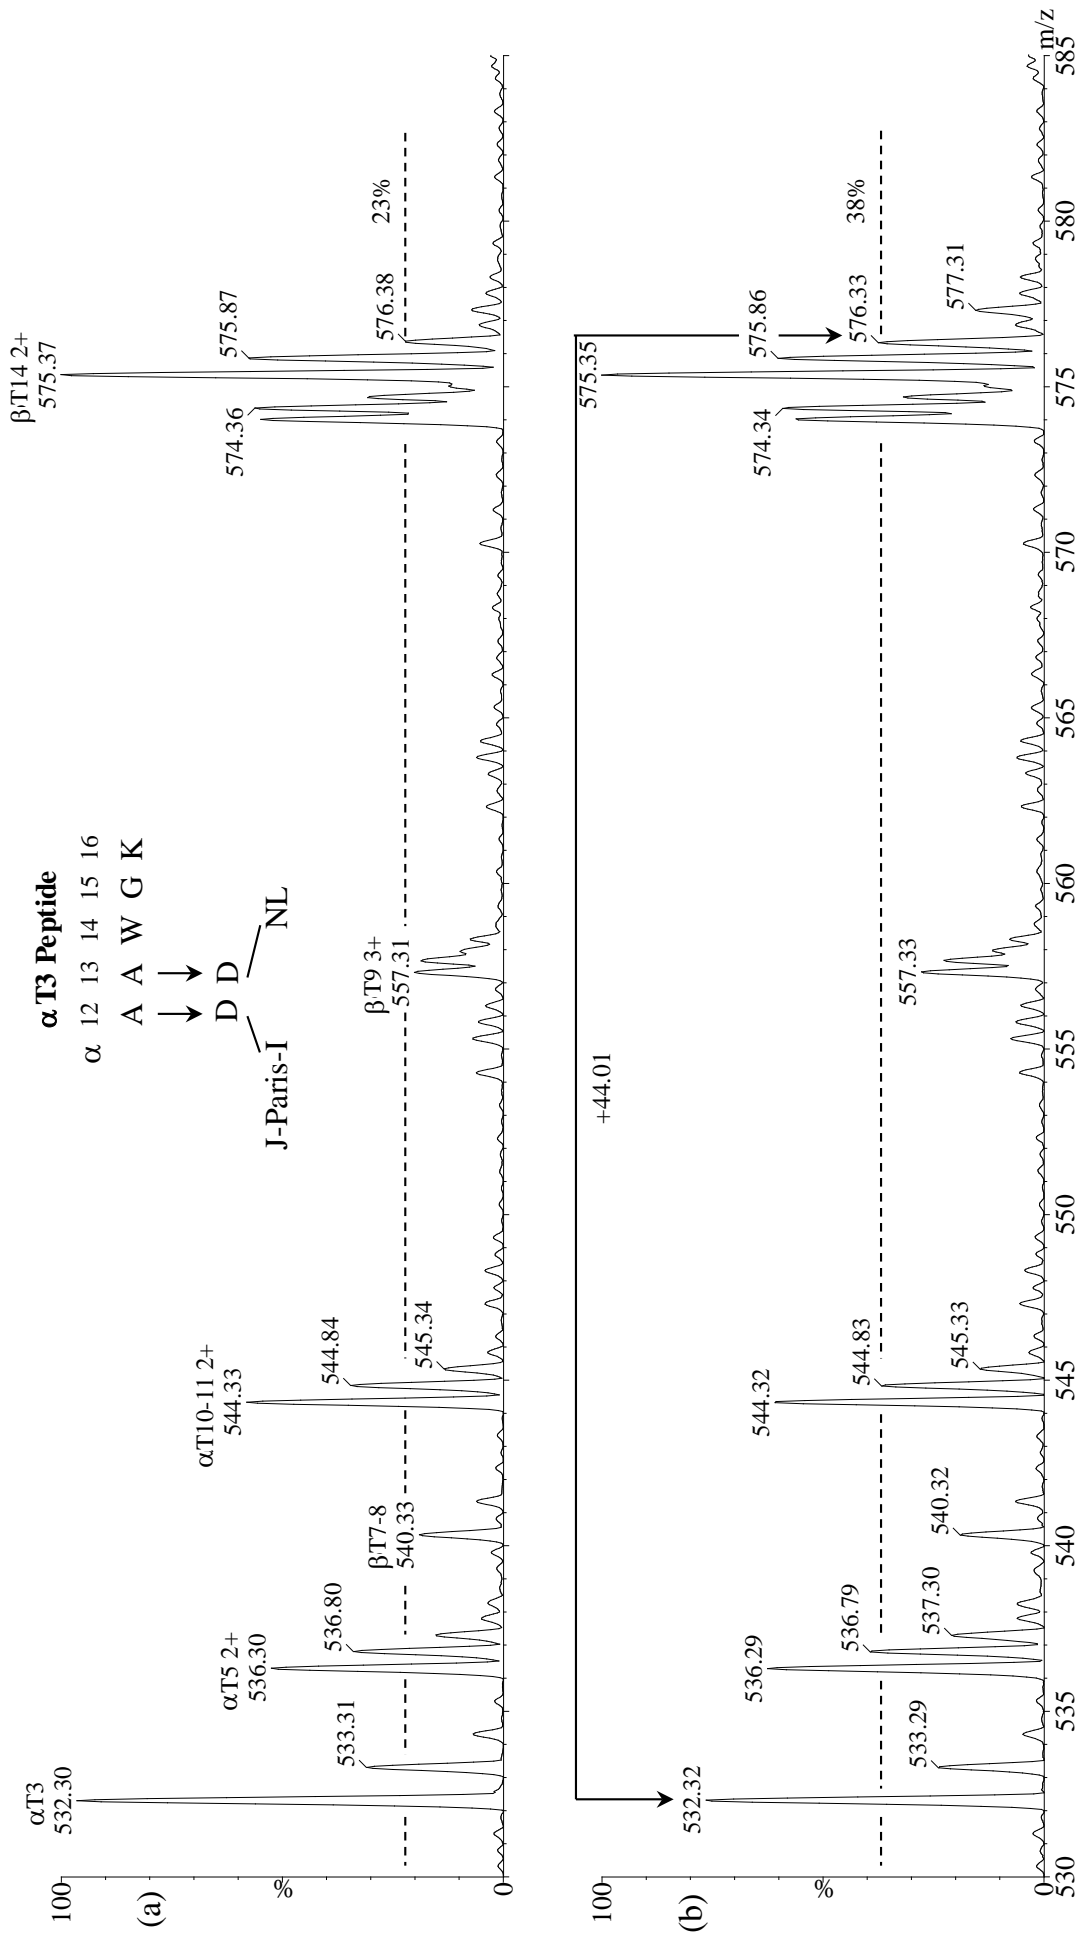 α T3 Peptide
α 12 13 14 15 16
A A W G K
D D
J-Paris-I
NL
(a)
100
%
0
αT3
532.30
533.31
αT5 2+
536.30
536.80
βT7-8
540.33
αT10-11 2+
544.33
544.84
545.34
βT9 3+
557.31
574.36
βT14 2+
575.37
575.87
576.38
23%
(b)
100
%
0
+44.01
532.32
533.29
536.29
536.79
537.30
540.32
544.32
544.83
545.33
557.33
574.34
575.35
575.86
576.33
577.31
38%
530 535 540 545 550 555 560 565 570 575 580 585
m/z